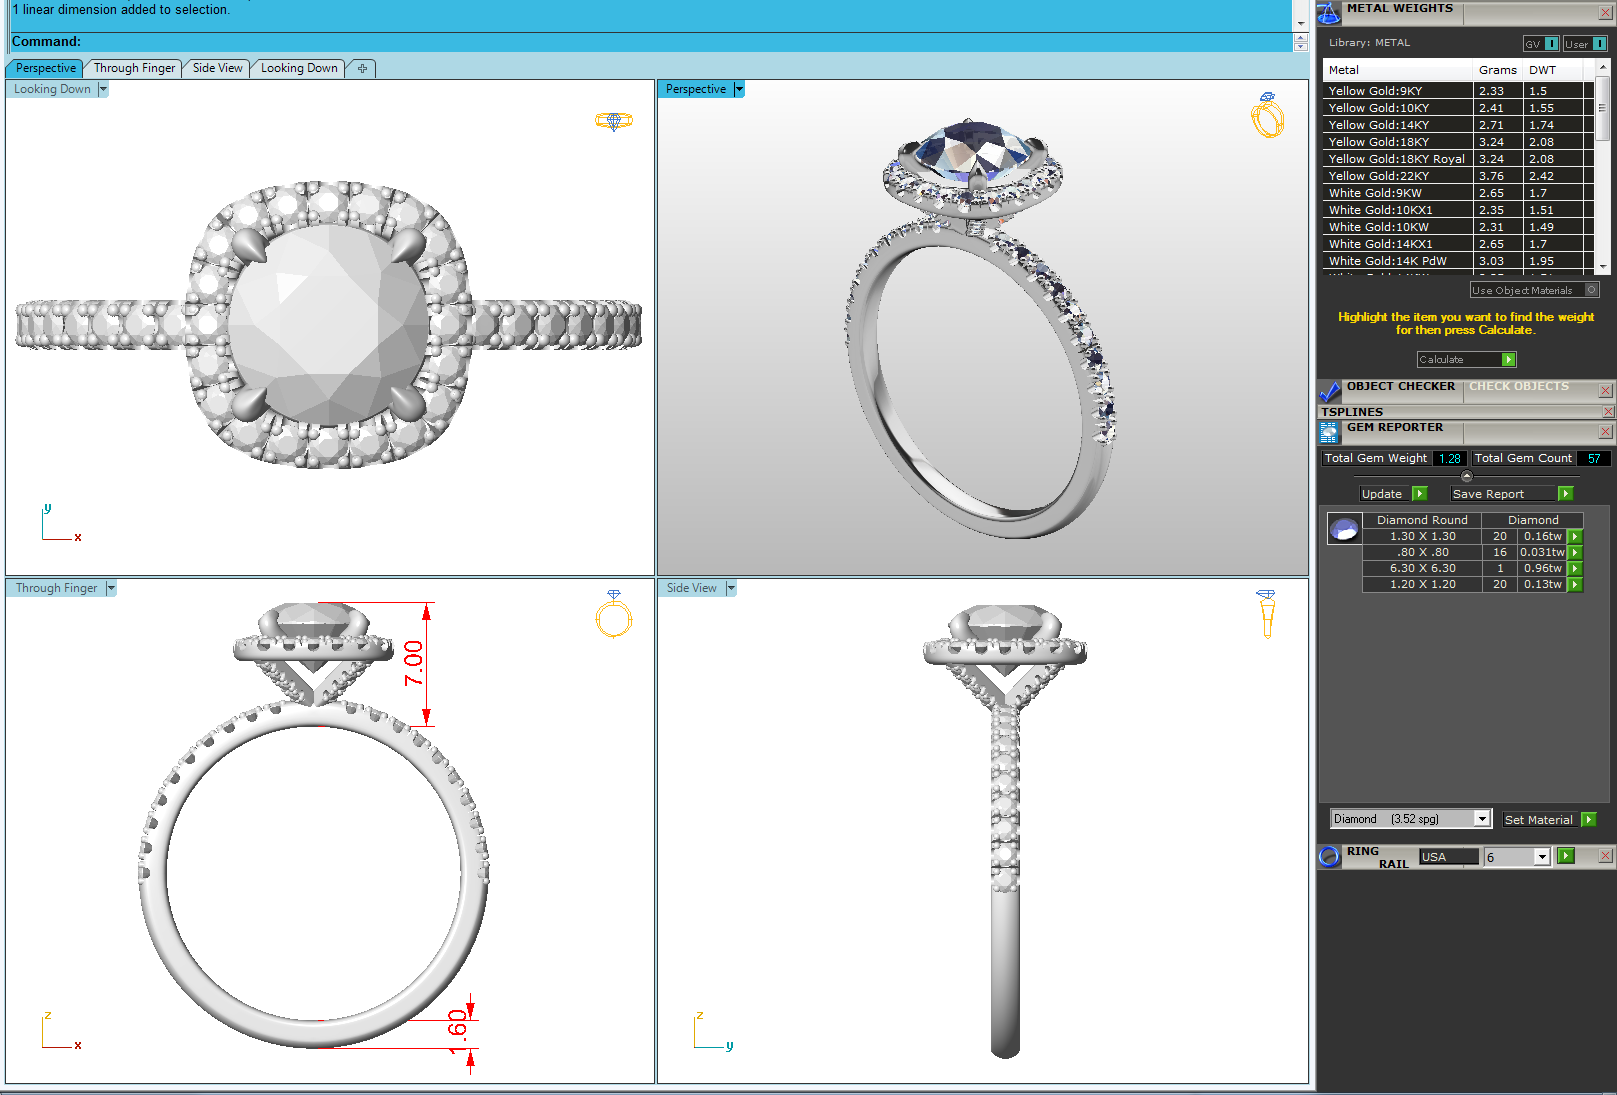 1 linear dimension added to selection.
Command:
Perspective Through Finger Side View Looking Down
Looking Down
Perspective
y
x
Through Finger
7.00
1.60
z
x
Side View
z
y
METAL WEIGHTS
Library: METAL GV I User I
Metal Grams DWT
Yellow Gold:9KY 2.33 1.5
Yellow Gold:10KY 2.41 1.55
Yellow Gold:14KY 2.71 1.74
Yellow Gold:18KY 3.24 2.08
Yellow Gold:18KY Royal 3.24 2.08
Yellow Gold:22KY 3.76 2.42
White Gold:9KW 2.65 1.7
White Gold:10KX1 2.35 1.51
White Gold:10KW 2.31 1.49
White Gold:14KX1 2.65 1.7
White Gold:14K PdW 3.03 1.95
Use Object Materials O
Highlight the item you want to find the weight
for then press Calculate.
Calculate
OBJECT CHECKER CHECK OBJECTS
TSPLINES
GEM REPORTER
Total Gem Weight 1.28 Total Gem Count 57
Update Save Report
Diamond Round Diamond
1.30 X 1.30 20 0.16tw
.80 X .80 16 0.031tw
6.30 X 6.30 1 0.96tw
1.20 X 1.20 20 0.13tw
Diamond (3.52 spg) Set Material
RING RAIL USA 6